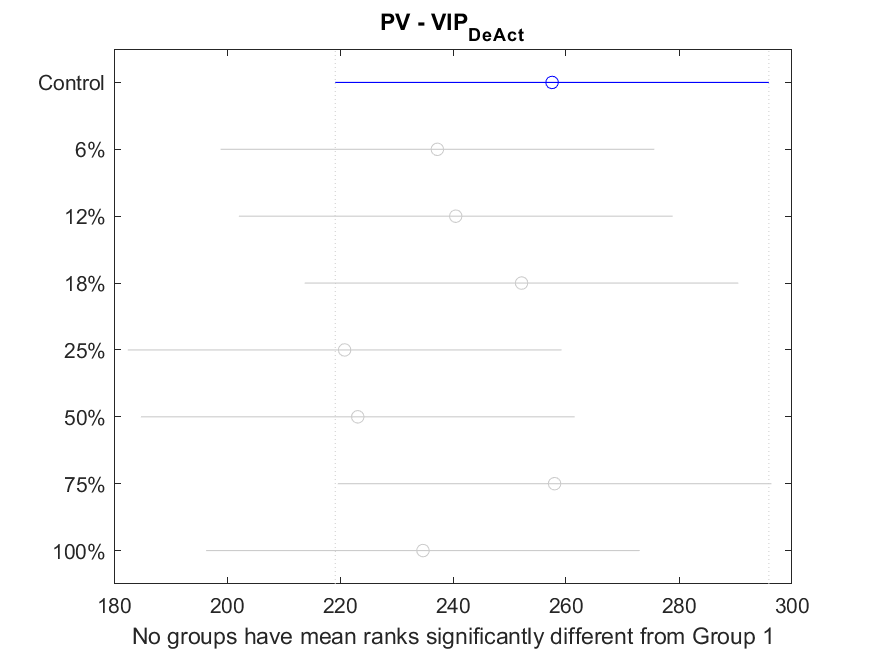 PV - VIP_DeAct
Control
6%
12%
18%
25%
50%
75%
100%
180 200 220 240 260 280 300
No groups have mean ranks significantly different from Group 1